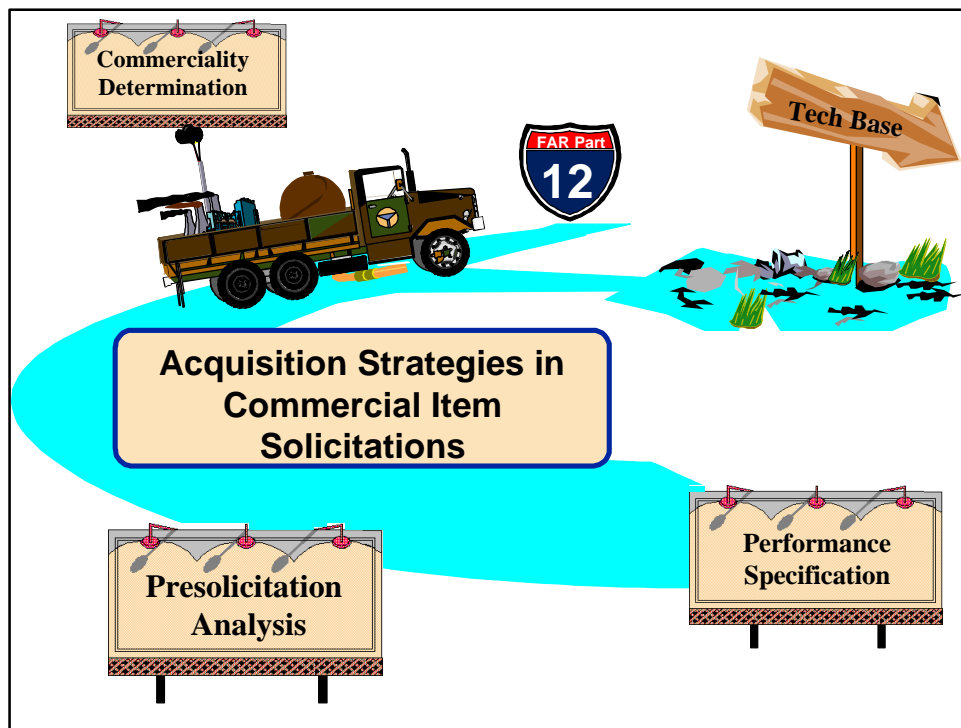 Commerciality
Determination
Tech Base
FAR Part
12
Acquisition Strategies in
Commercial Item
Solicitations
Presolicitation
Analysis
Performance
Specification